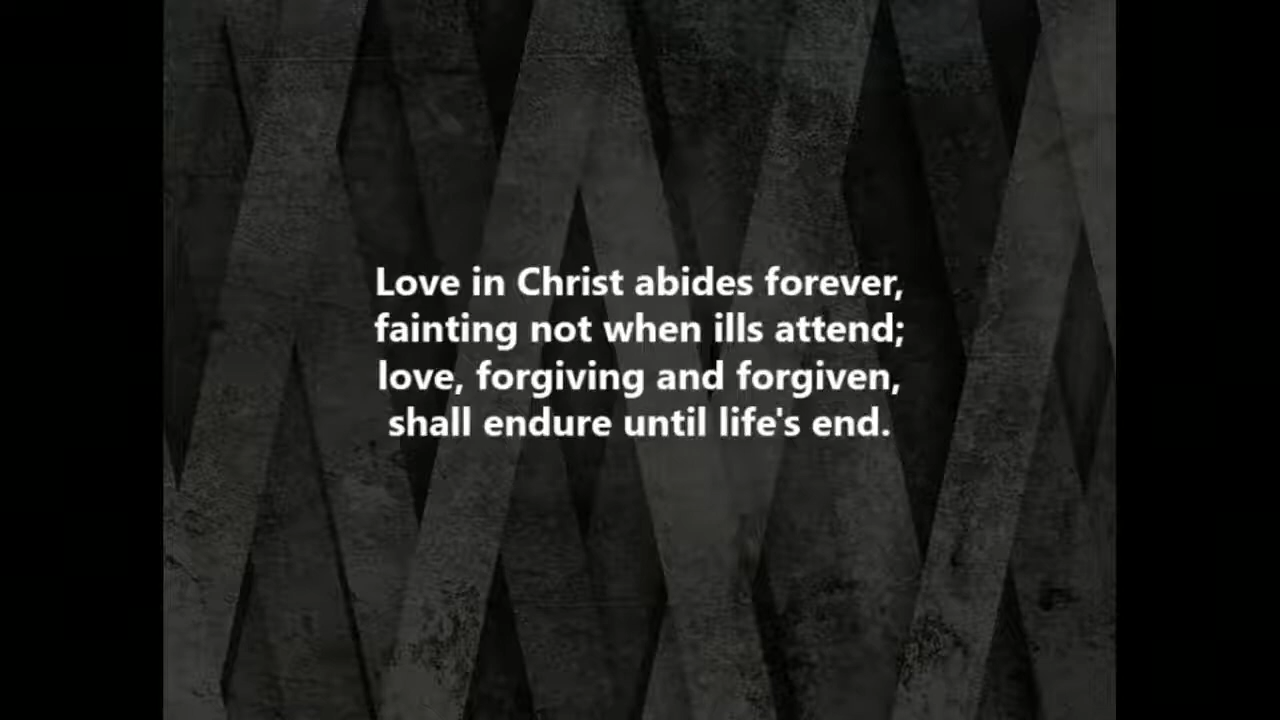 Love in Christ abides forever,
fainting not when ills attend;
love, forgiving and forgiven,
shall endure until life's end.